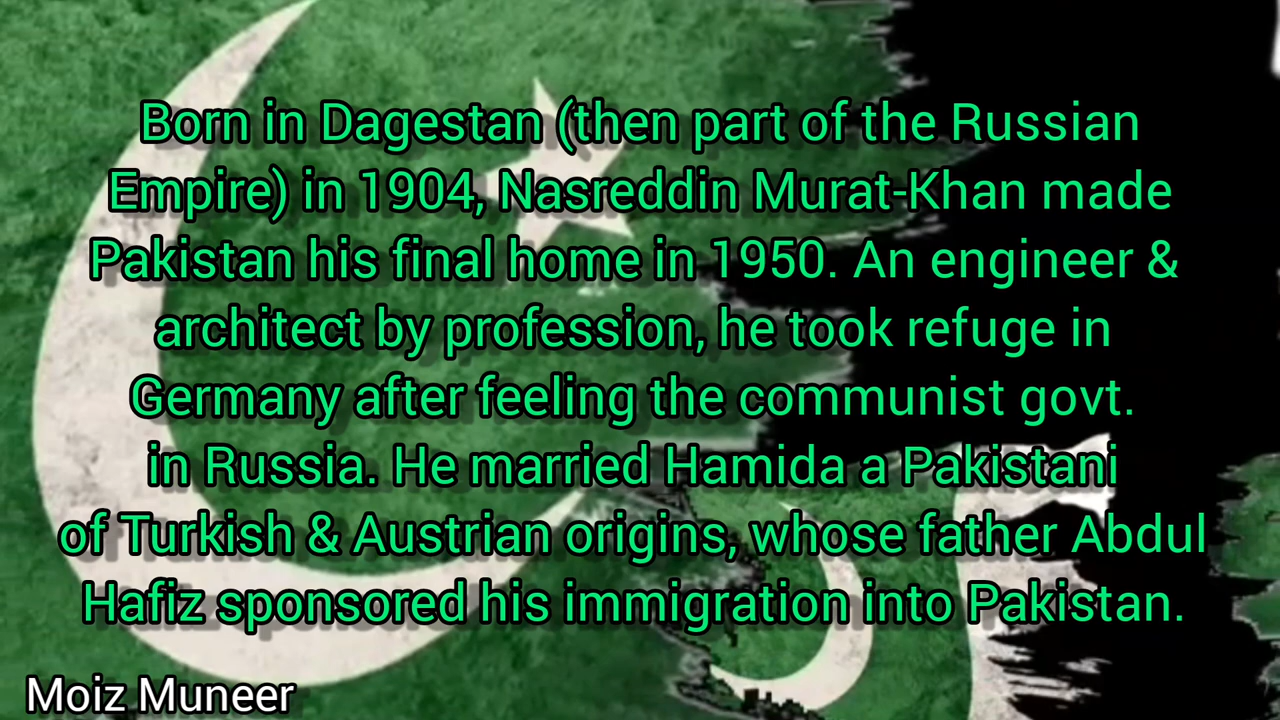 Born in Dagestan (then part of the Russian
Empire) in 1904, Nasreddin Murat-Khan made
Pakistan his final home in 1950. An engineer &
architect by profession, he took refuge in
Germany after feeling the communist govt.
in Russia. He married Hamida a Pakistani
of Turkish & Austrian origins, whose father Abdul
Hafiz sponsored his immigration into Pakistan.
Moiz Muneer